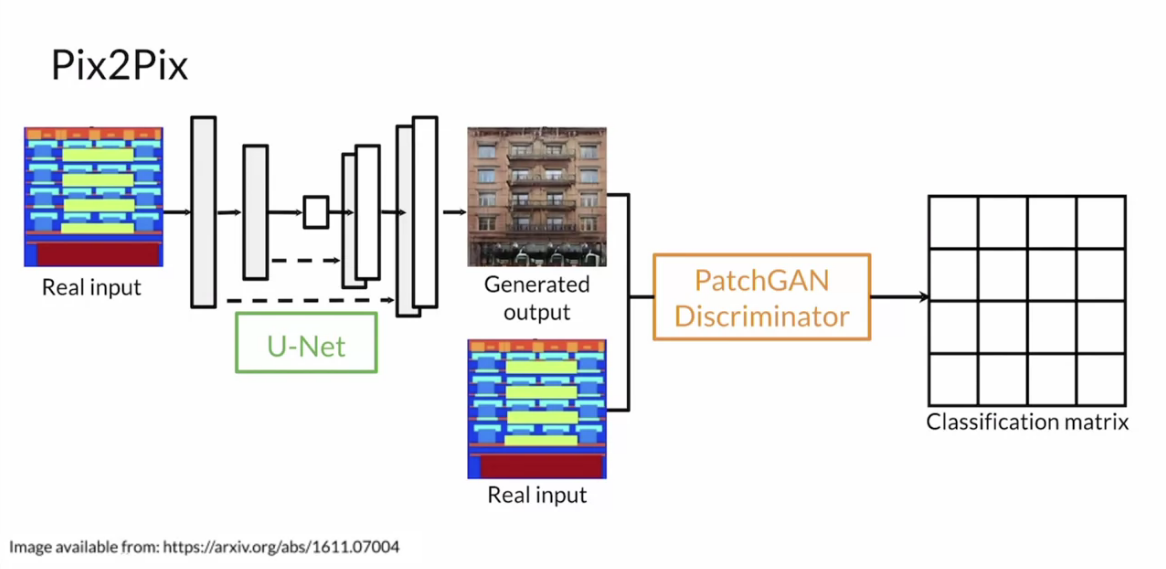 Pix2Pix
Real input
U-Net
Generated
output
Real input
PatchGAN
Discriminator
Classification matrix
Image available from: https://arxiv.org/abs/1611.07004